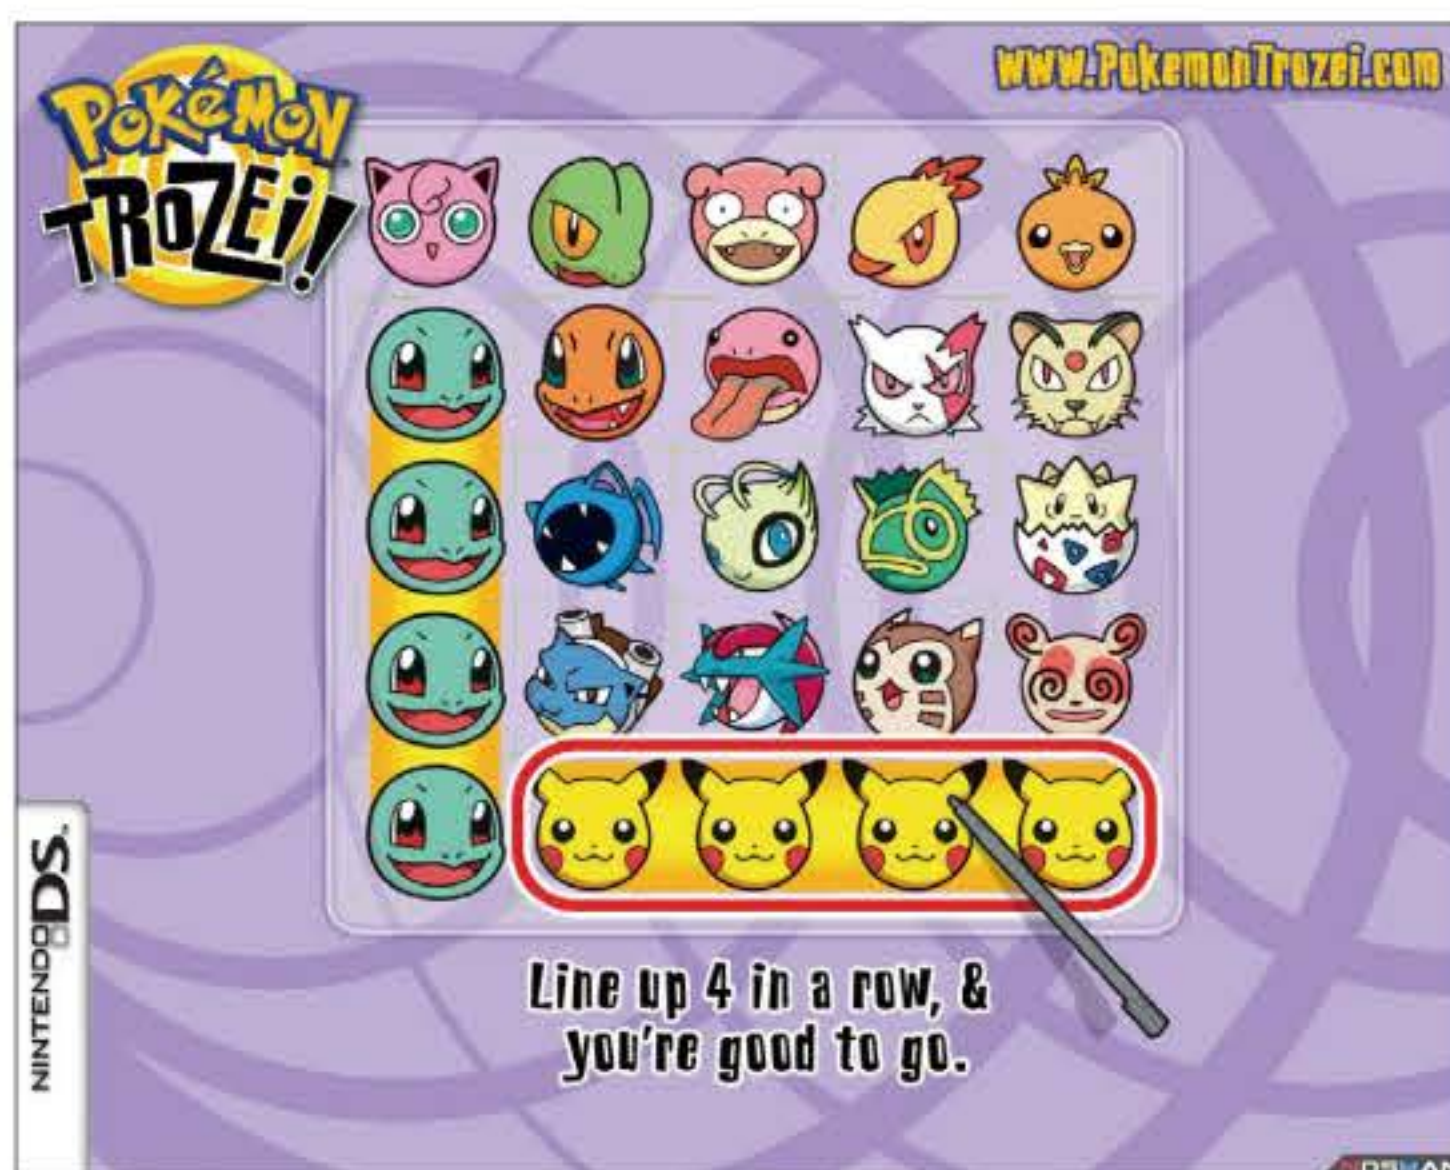 www.PokemonTrozei.com
POKéMON
TROZEi!
Line up 4 in a row, &
you're good to go.
NINTENDO DS